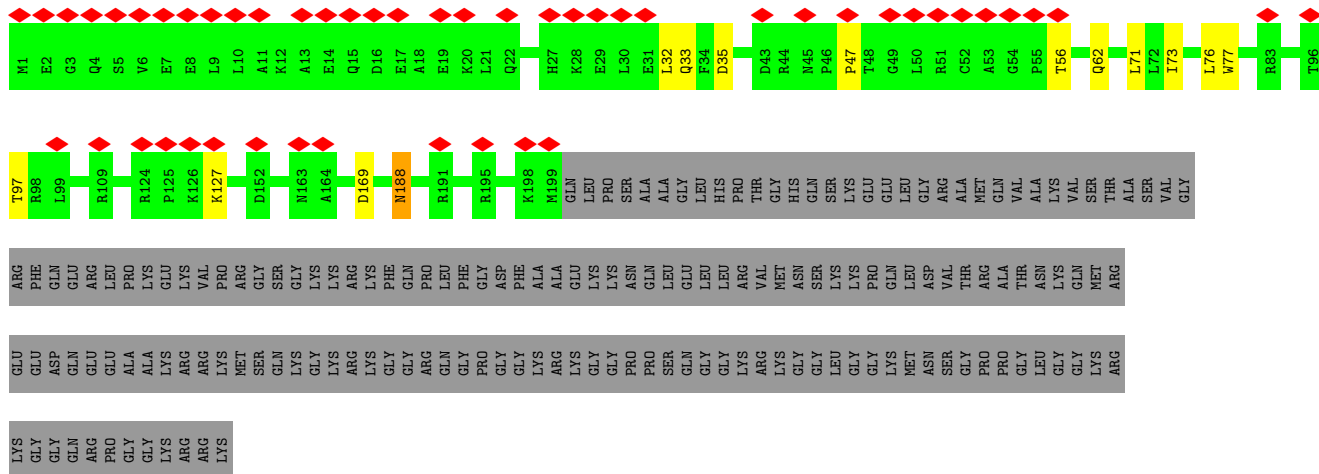 M1 E2 G3 Q4 S5 V6 E7 E8 L9 L10 A11 K12 A13 E14 Q15 D16 E17 A18 E19 K20 L21 Q22 H27 K28 E29 L30 E31 L32 Q33 F34 D35 D43 R44 N45 P46 P47 T48 G49 L50 R51 C52 A53 G54 P55 T56 Q62 L71 L72 I73 L76 W77 R83 T96
T97 R98 L99 R109 R124 P125 K126 K127 D152 N163 A164 D169 N188 R191 R195 K198 M199 GLN LEU PRO SER ALA ALA GLY LEU HIS PRO THR GLY HIS GLN SER LYS GLU GLU LEU GLY ARG ALA MET GLN VAL ALA LYS VAL SER THR ALA SER VAL GLY
ARG PHE GLN GLU ARG LEU PRO LYS GLU LYS VAL PRO ARG GLY SER GLY LYS LYS ARG LYS PHE GLN PRO LEU PHE GLY ASP PHE ALA ALA GLU LYS LYS ASN GLN LEU GLU LEU LEU ARG VAL MET ASN SER LYS LYS PRO GLN LEU ASP VAL THR ARG ALA THR ASN LYS GLN MET ARG
GLU GLU ASP GLN GLU GLU ALA ALA LYS ARG ARG LYS MET SER GLN LYS GLY LYS ARG LYS GLY GLY ARG GLN GLY PRO GLY GLY LYS ARG LYS GLY GLY PRO PRO SER GLN GLY GLY LYS ARG LYS GLY GLY LEU GLY GLY LYS MET ASN SER GLY PRO PRO GLY LEU GLY GLY LYS ARG
LYS GLY GLY GLN ARG PRO GLY GLY LYS ARG ARG LYS